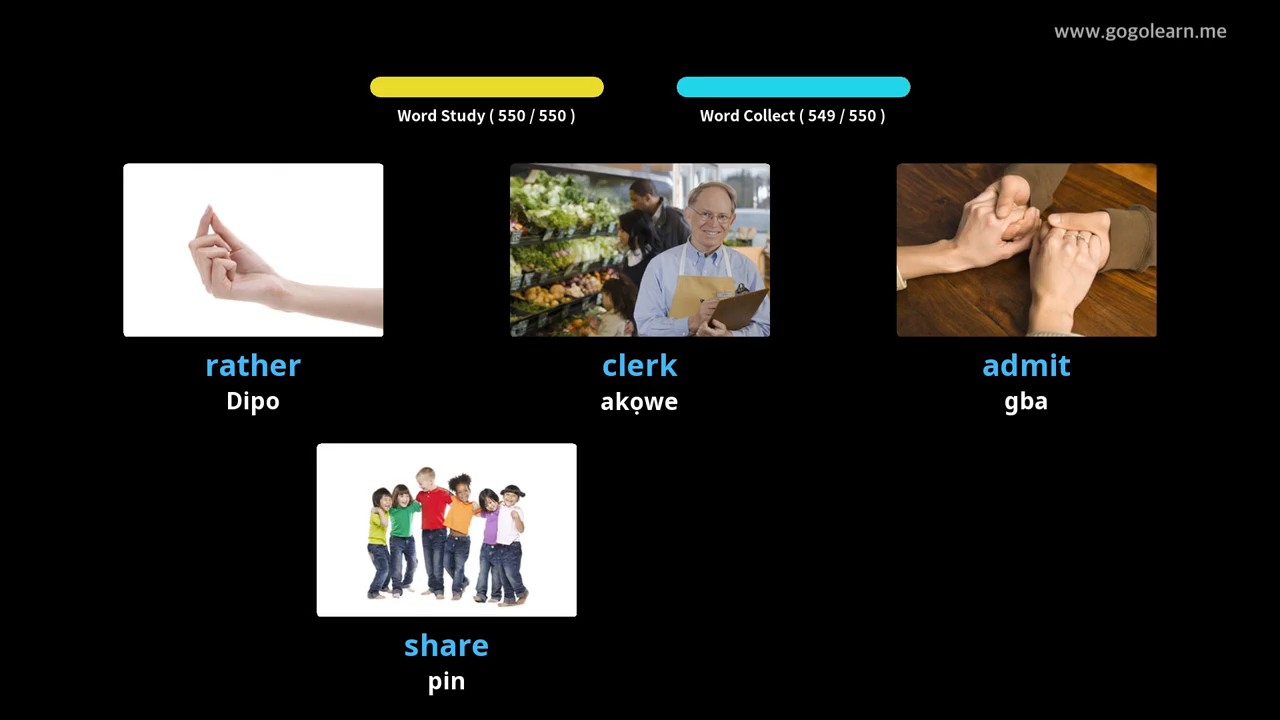 www.gogolearn.me
Word Study ( 550 / 550 )
Word Collect ( 549 / 550 )
rather
Dipo
clerk
akọwe
admit
gba
share
pin